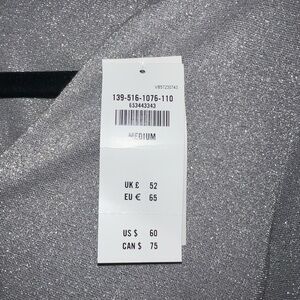 139-516-1076-110
653443343
MEDIUM
UK £ 52
EU € 65
US $ 60
CAN $ 75